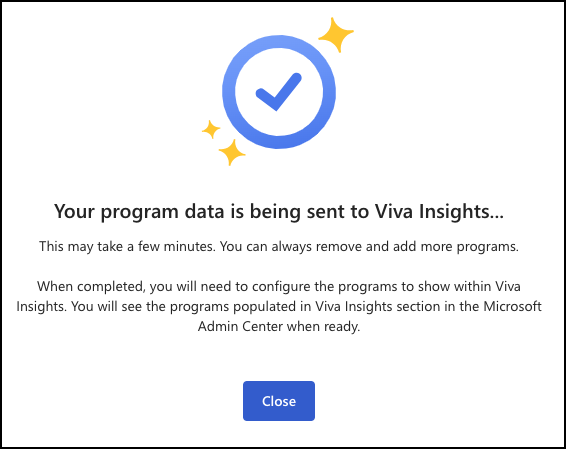 Your program data is being sent to Viva Insights...
This may take a few minutes. You can always remove and add more programs.
When completed, you will need to configure the programs to show within Viva
Insights. You will see the programs populated in Viva Insights section in the Microsoft
Admin Center when ready.
Close